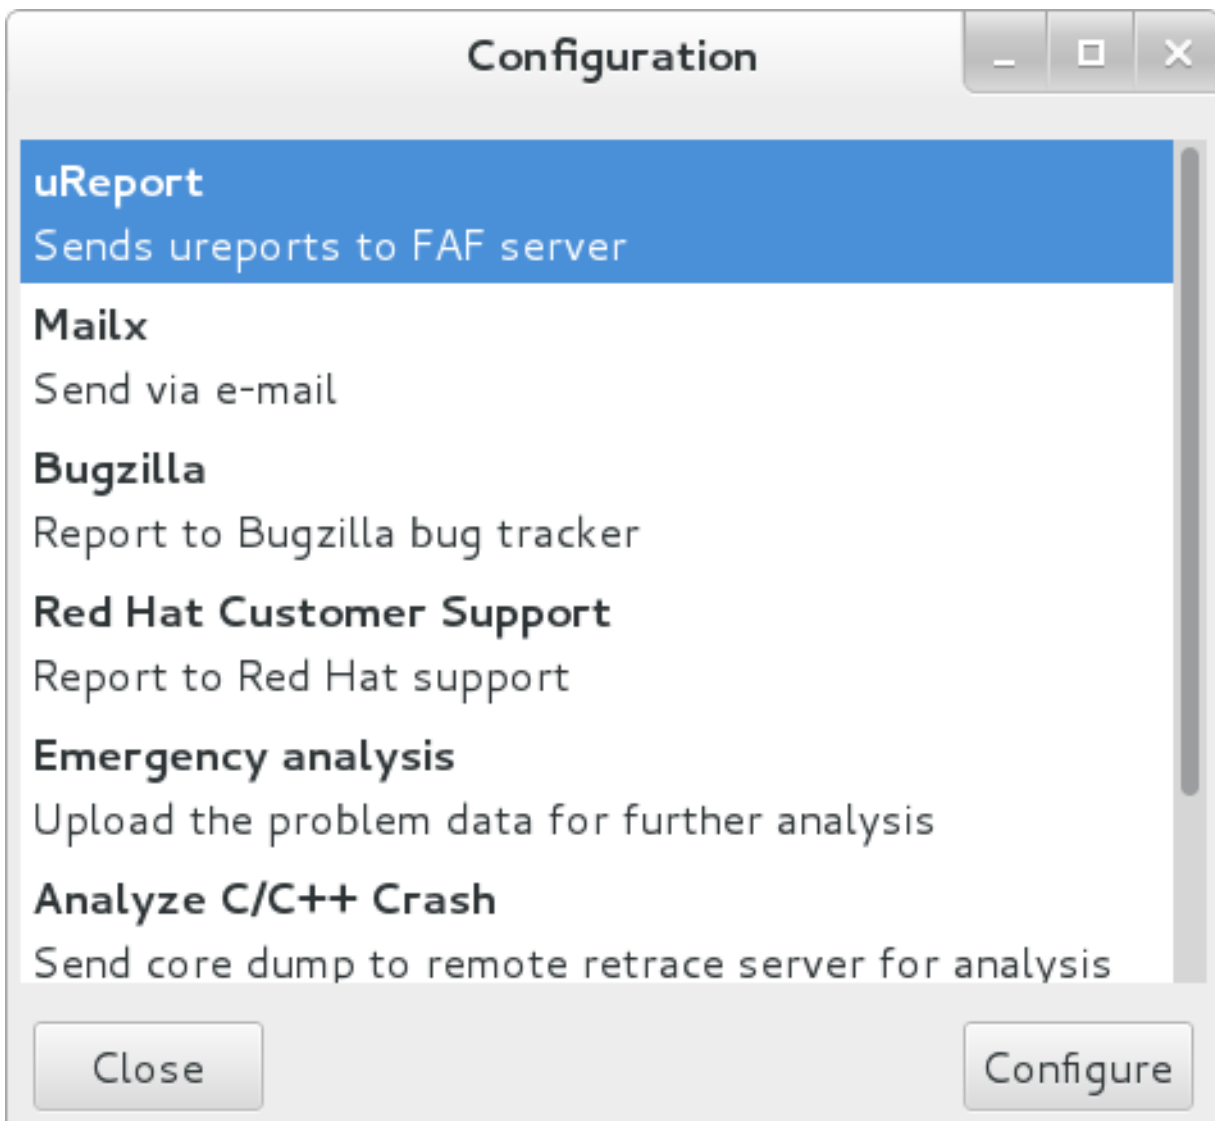 Configuration
uReport
Sends ureports to FAF server
Mailx
Send via e-mail
Bugzilla
Report to Bugzilla bug tracker
Red Hat Customer Support
Report to Red Hat support
Emergency analysis
Upload the problem data for further analysis
Analyze C/C++ Crash
Send core dump to remote retrace server for analysis
Close
Configure